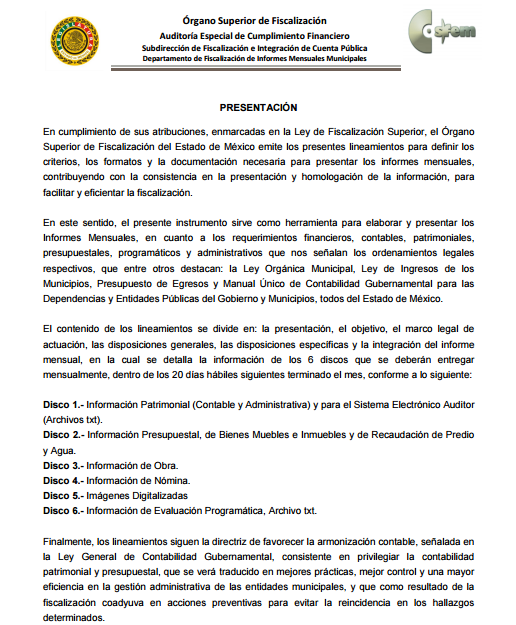 Órgano Superior de Fiscalización
Auditoría Especial de Cumplimiento Financiero
Subdirección de Fiscalización e Integración de Cuenta Pública
Departamento de Fiscalización de Informes Mensuales Municipales
osfem
PRESENTACIÓN
En cumplimiento de sus atribuciones, enmarcadas en la Ley de Fiscalización Superior, el Órgano
Superior de Fiscalización del Estado de México emite los presentes lineamientos para definir los
criterios, los formatos y la documentación necesaria para presentar los informes mensuales,
contribuyendo con la consistencia en la presentación y homologación de la información, para
facilitar y eficientar la fiscalización.
En este sentido, el presente instrumento sirve como herramienta para elaborar y presentar los
Informes Mensuales, en cuanto a los requerimientos financieros, contables, patrimoniales,
presupuestales, programáticos y administrativos que nos señalan los ordenamientos legales
respectivos, que entre otros destacan: la Ley Orgánica Municipal, Ley de Ingresos de los
Municipios, Presupuesto de Egresos y Manual Único de Contabilidad Gubernamental para las
Dependencias y Entidades Públicas del Gobierno y Municipios, todos del Estado de México.
El contenido de los lineamientos se divide en: la presentación, el objetivo, el marco legal de
actuación, las disposiciones generales, las disposiciones específicas y la integración del informe
mensual, en la cual se detalla la información de los 6 discos que se deberán entregar
mensualmente, dentro de los 20 días hábiles siguientes terminado el mes, conforme a lo siguiente:
Disco 1.- Información Patrimonial (Contable y Administrativa) y para el Sistema Electrónico Auditor
(Archivos txt).
Disco 2.- Información Presupuestal, de Bienes Muebles e Inmuebles y de Recaudación de Predio
y Agua.
Disco 3.- Información de Obra.
Disco 4.- Información de Nómina.
Disco 5.- Imágenes Digitalizadas
Disco 6.- Información de Evaluación Programática, Archivo txt.
Finalmente, los lineamientos siguen la directriz de favorecer la armonización contable, señalada en
la Ley General de Contabilidad Gubernamental, consistente en privilegiar la contabilidad
patrimonial y presupuestal, que se verá traducido en mejores prácticas, mejor control y una mayor
eficiencia en la gestión administrativa de las entidades municipales, y que como resultado de la
fiscalización coadyuva en acciones preventivas para evitar la reincidencia en los hallazgos
determinados.